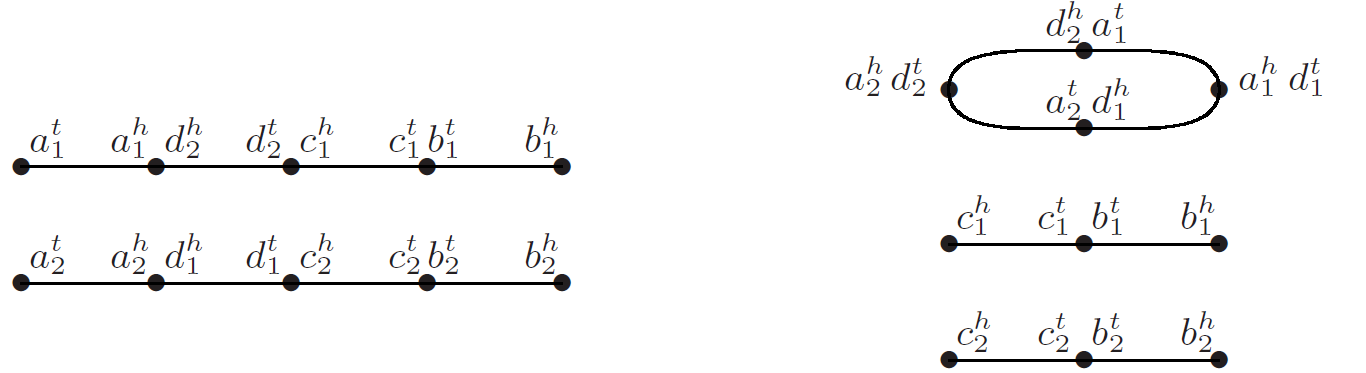 $a_1^t$ $a_1^h$ $d_2^h$ $d_2^t$ $c_1^h$ $c_1^t$ $b_1^t$ $b_1^h$
$a_2^t$ $a_2^h$ $d_1^h$ $d_1^t$ $c_2^h$ $c_2^t$ $b_2^t$ $b_2^h$
$d_2^h$ $a_1^t$
$a_2^h$ $d_2^t$ $a_1^h$ $d_1^t$
$a_2^t$ $d_1^h$
$c_1^h$ $c_1^t$ $b_1^t$ $b_1^h$
$c_2^h$ $c_2^t$ $b_2^t$ $b_2^h$